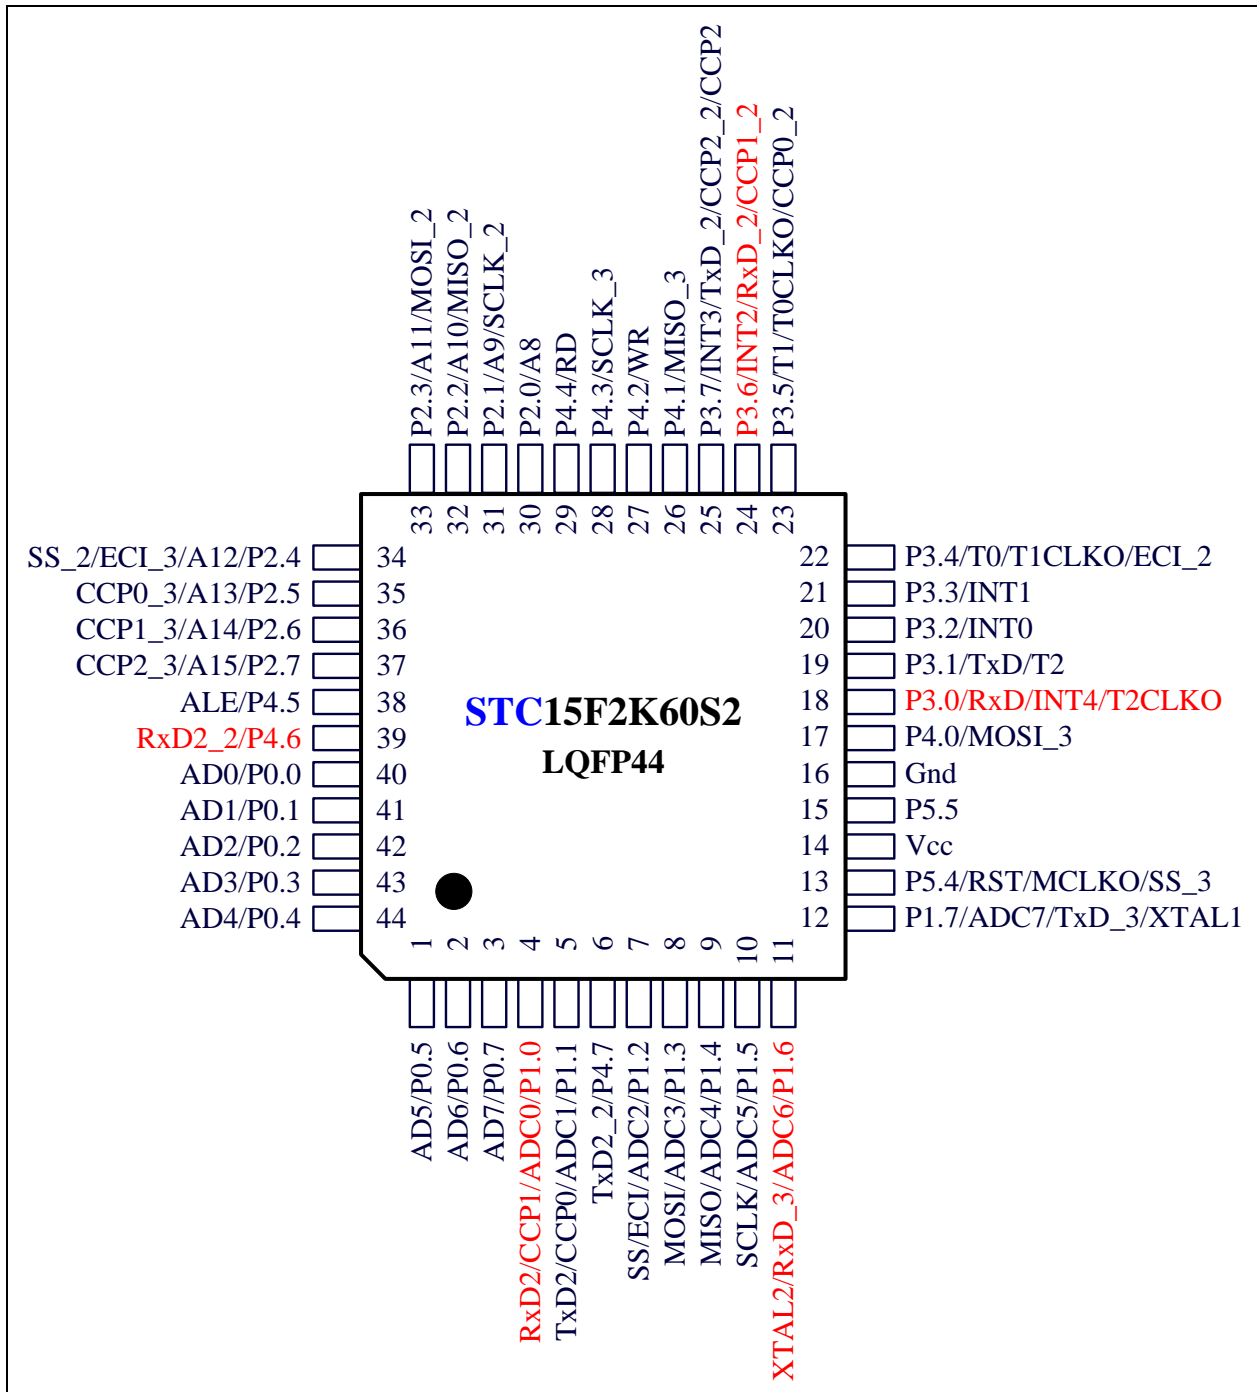 P2.3/A11/MOSI_2
P2.2/A10/MISO_2
P2.1/A9/SCLK_2
P2.0/A8
P4.4/RD
P4.3/SCLK_3
P4.2/WR
P4.1/MISO_3
P3.7/INT3/TxD_2/CCP2_2/CCP2
P3.6/INT2/RxD_2/CCP1_2
P3.5/T1/T0CLKO/CCP0_2
33
32
31
30
29
28
27
26
25
24
23
SS_2/ECI_3/A12/P2.4
34
CCP0_3/A13/P2.5
35
CCP1_3/A14/P2.6
36
CCP2_3/A15/P2.7
37
ALE/P4.5
38
RxD2_2/P4.6
39
AD0/P0.0
40
AD1/P0.1
41
AD2/P0.2
42
AD3/P0.3
43
AD4/P0.4
44
STC15F2K60S2
LQFP44
22
P3.4/T0/T1CLKO/ECI_2
21
P3.3/INT1
20
P3.2/INT0
19
P3.1/TxD/T2
18
P3.0/RxD/INT4/T2CLKO
17
P4.0/MOSI_3
16
Gnd
15
P5.5
14
Vcc
13
P5.4/RST/MCLKO/SS_3
12
P1.7/ADC7/TxD_3/XTAL1
1
2
3
4
5
6
7
8
9
10
11
AD5/P0.5
AD6/P0.6
AD7/P0.7
RxD2/CCP1/ADC0/P1.0
TxD2/CCP0/ADC1/P1.1
TxD2_2/P4.7
SS/ECI/ADC2/P1.2
MOSI/ADC3/P1.3
MISO/ADC4/P1.4
SCLK/ADC5/P1.5
XTAL2/RxD_3/ADC6/P1.6